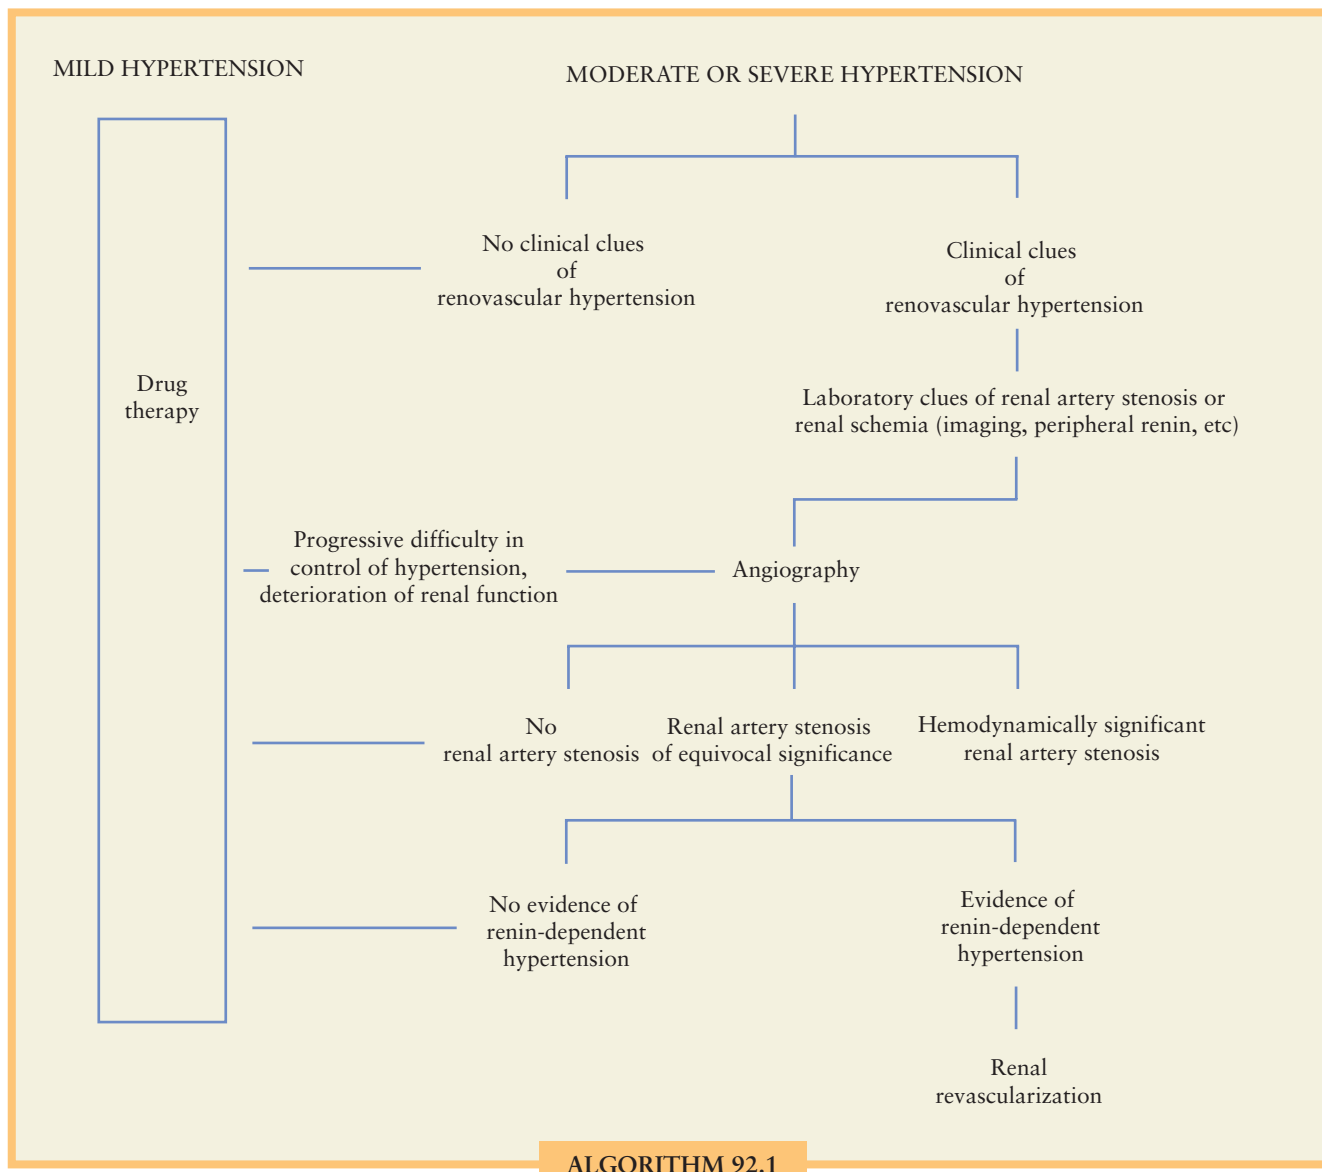 MILD HYPERTENSION
MODERATE OR SEVERE HYPERTENSION
No clinical clues
of
renovascular hypertension
Clinical clues
of
renovascular hypertension
Drug
therapy
Laboratory clues of renal artery stenosis or
renal schemia (imaging, peripheral renin, etc)
Progressive difficulty in
control of hypertension,
deterioration of renal function
Angiography
No
renal artery stenosis
Renal artery stenosis
of equivocal significance
Hemodynamically significant
renal artery stenosis
No evidence of
renin-dependent
hypertension
Evidence of
renin-dependent
hypertension
Renal
revascularization
ALGORITHM 92.1